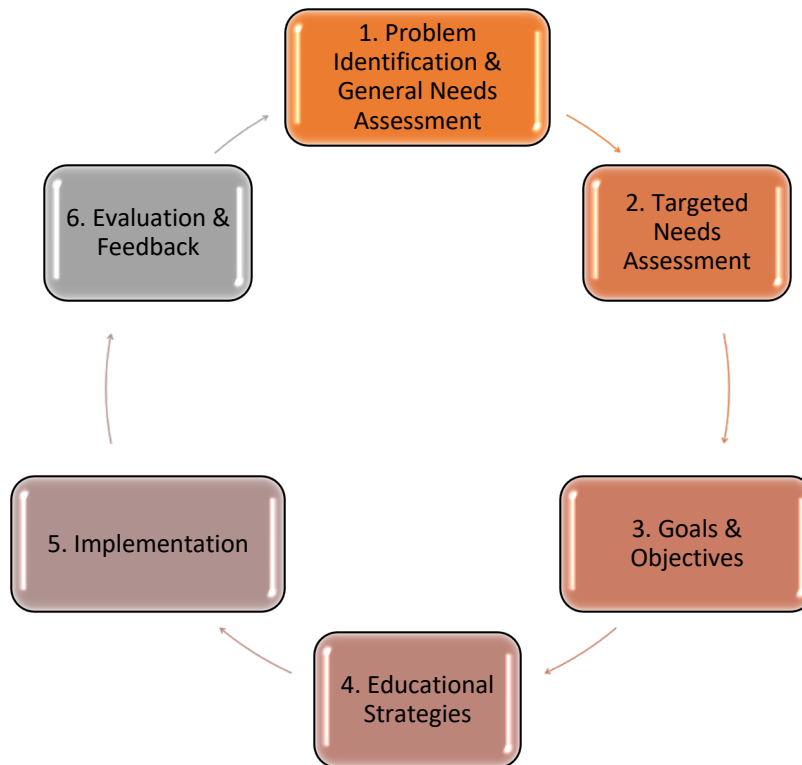 1. Problem
Identification &
General Needs
Assessment
2. Targeted
Needs
Assessment
3. Goals &
Objectives
4. Educational
Strategies
5. Implementation
6. Evaluation &
Feedback